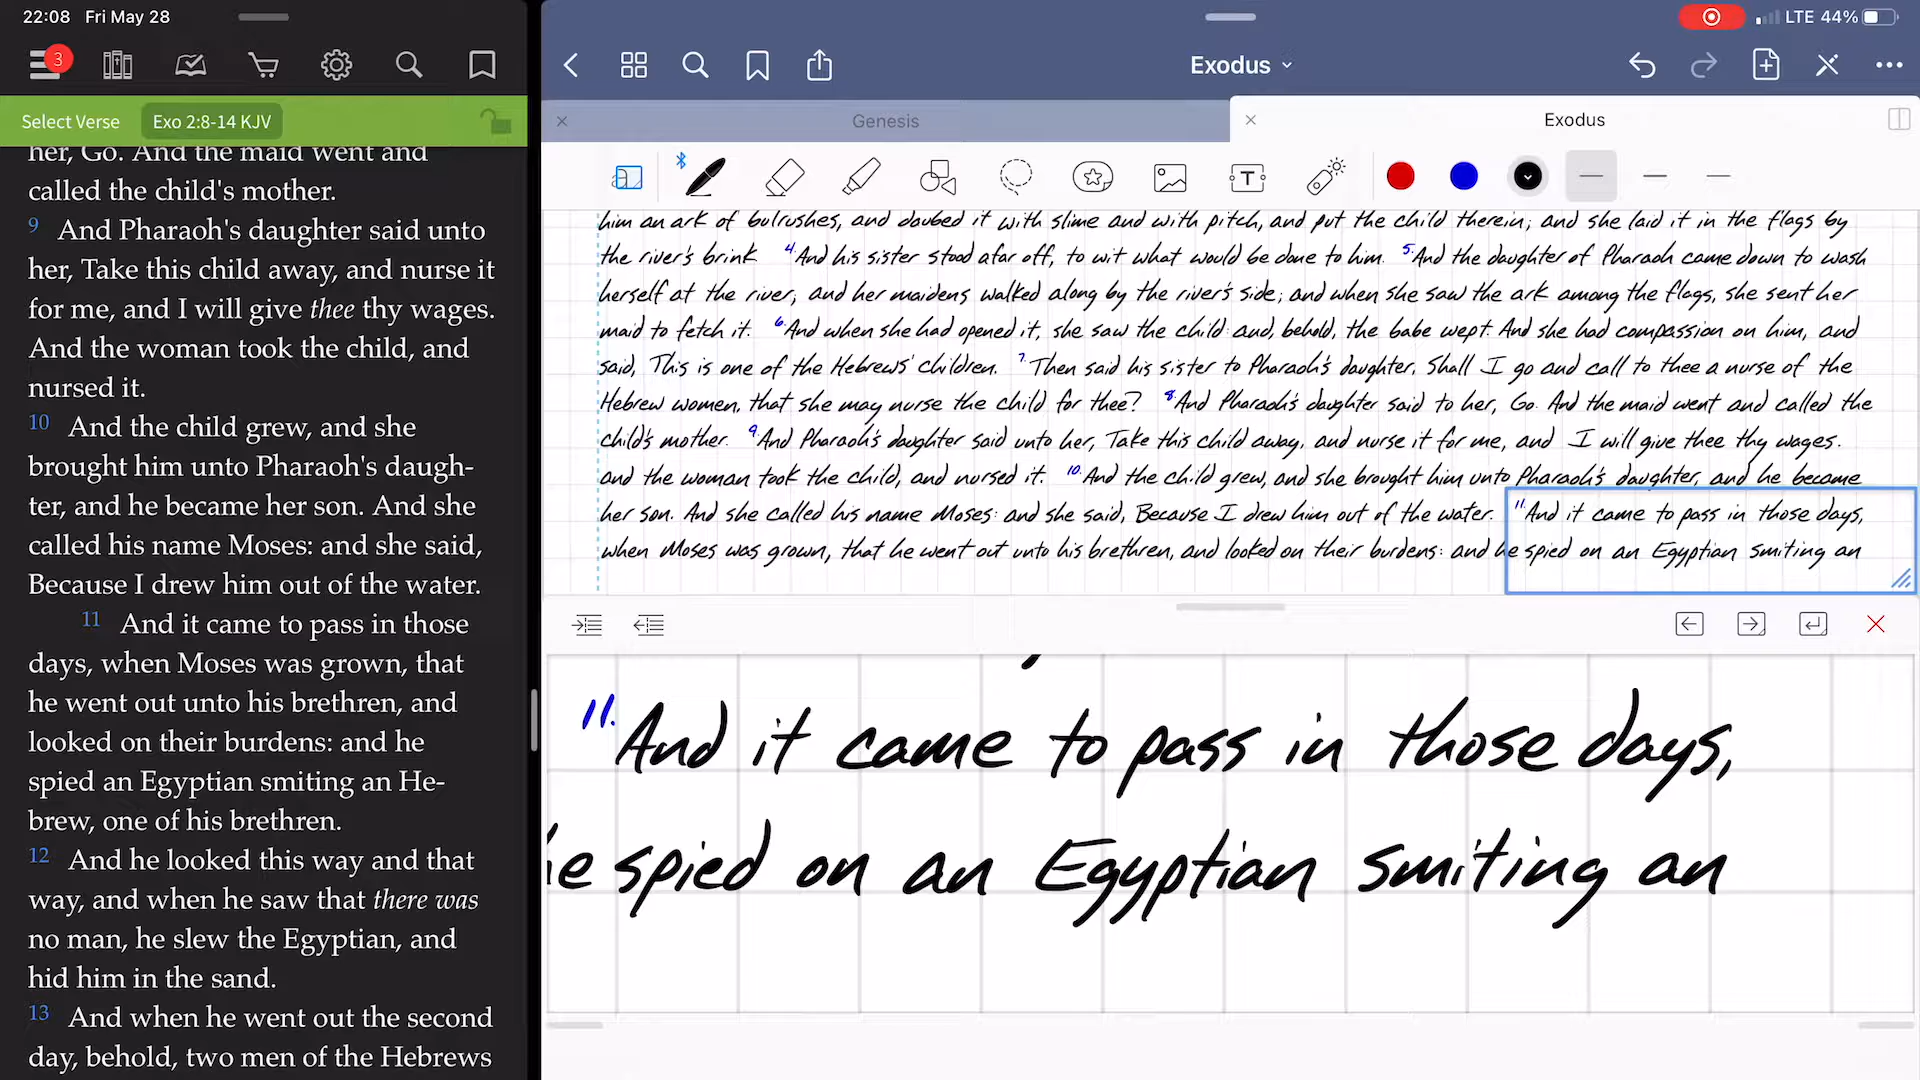 22:08 Fri May 28
3
Select Verse Exo 2:8-14 KJV
her, Go. And the maid went and
called the child's mother.
9 And Pharaoh's daughter said unto
her, Take this child away, and nurse it
for me, and I will give thee thy wages.
And the woman took the child, and
nursed it.
10 And the child grew, and she
brought him unto Pharaoh's daugh-
ter, and he became her son. And she
called his name Moses: and she said,
Because I drew him out of the water.
11 And it came to pass in those
days, when Moses was grown, that
he went out unto his brethren, and
looked on their burdens: and he
spied an Egyptian smiting an He-
brew, one of his brethren.
12 And he looked this way and that
way, and when he saw that there was
no man, he slew the Egyptian, and
hid him in the sand.
13 And when he went out the second
day, behold, two men of the Hebrews
LTE 44%
Exodus
Genesis
Exodus
a
T
him an ark of bulrushes, and daubed it with slime and with pitch, and put the child therein; and she laid it in the flags by
the river's brink 4. And his sister stood afar off, to wit what would be done to him. 5. And the daughter of Pharaoh came down to wash
herself at the river; and her maidens walked along by the river's side; and when she saw the ark among the flags, she sent her
maid to fetch it. 6 And when she had opened it, she saw the child: and, behold, the babe wept. And she had compassion on him, and
said, This is one of the Hebrews' children. 7. Then said his sister to Pharaoh's daughter, Shall I go and call to thee a nurse of the
Hebrew women, that she may nurse the child for thee? 8. And Pharaoh's daughter said to her, Go. And the maid went and called the
child's mother. 9. And Pharaoh's daughter said unto her, Take this child away, and nurse it for me, and I will give thee thy wages.
and the woman took the child, and nursed it. 10. And the child grew, and she brought him unto Pharaoh's daughter, and he became
her son. And she called his name Moses: and she said, Because I drew him out of the water. 11. And it came to pass in those days,
when Moses was grown, that he went out unto his brethren, and looked on their burdens: and he spied on an Egyptian smiting an
11. And it came to pass in those days,
he spied on an Egyptian smiting an